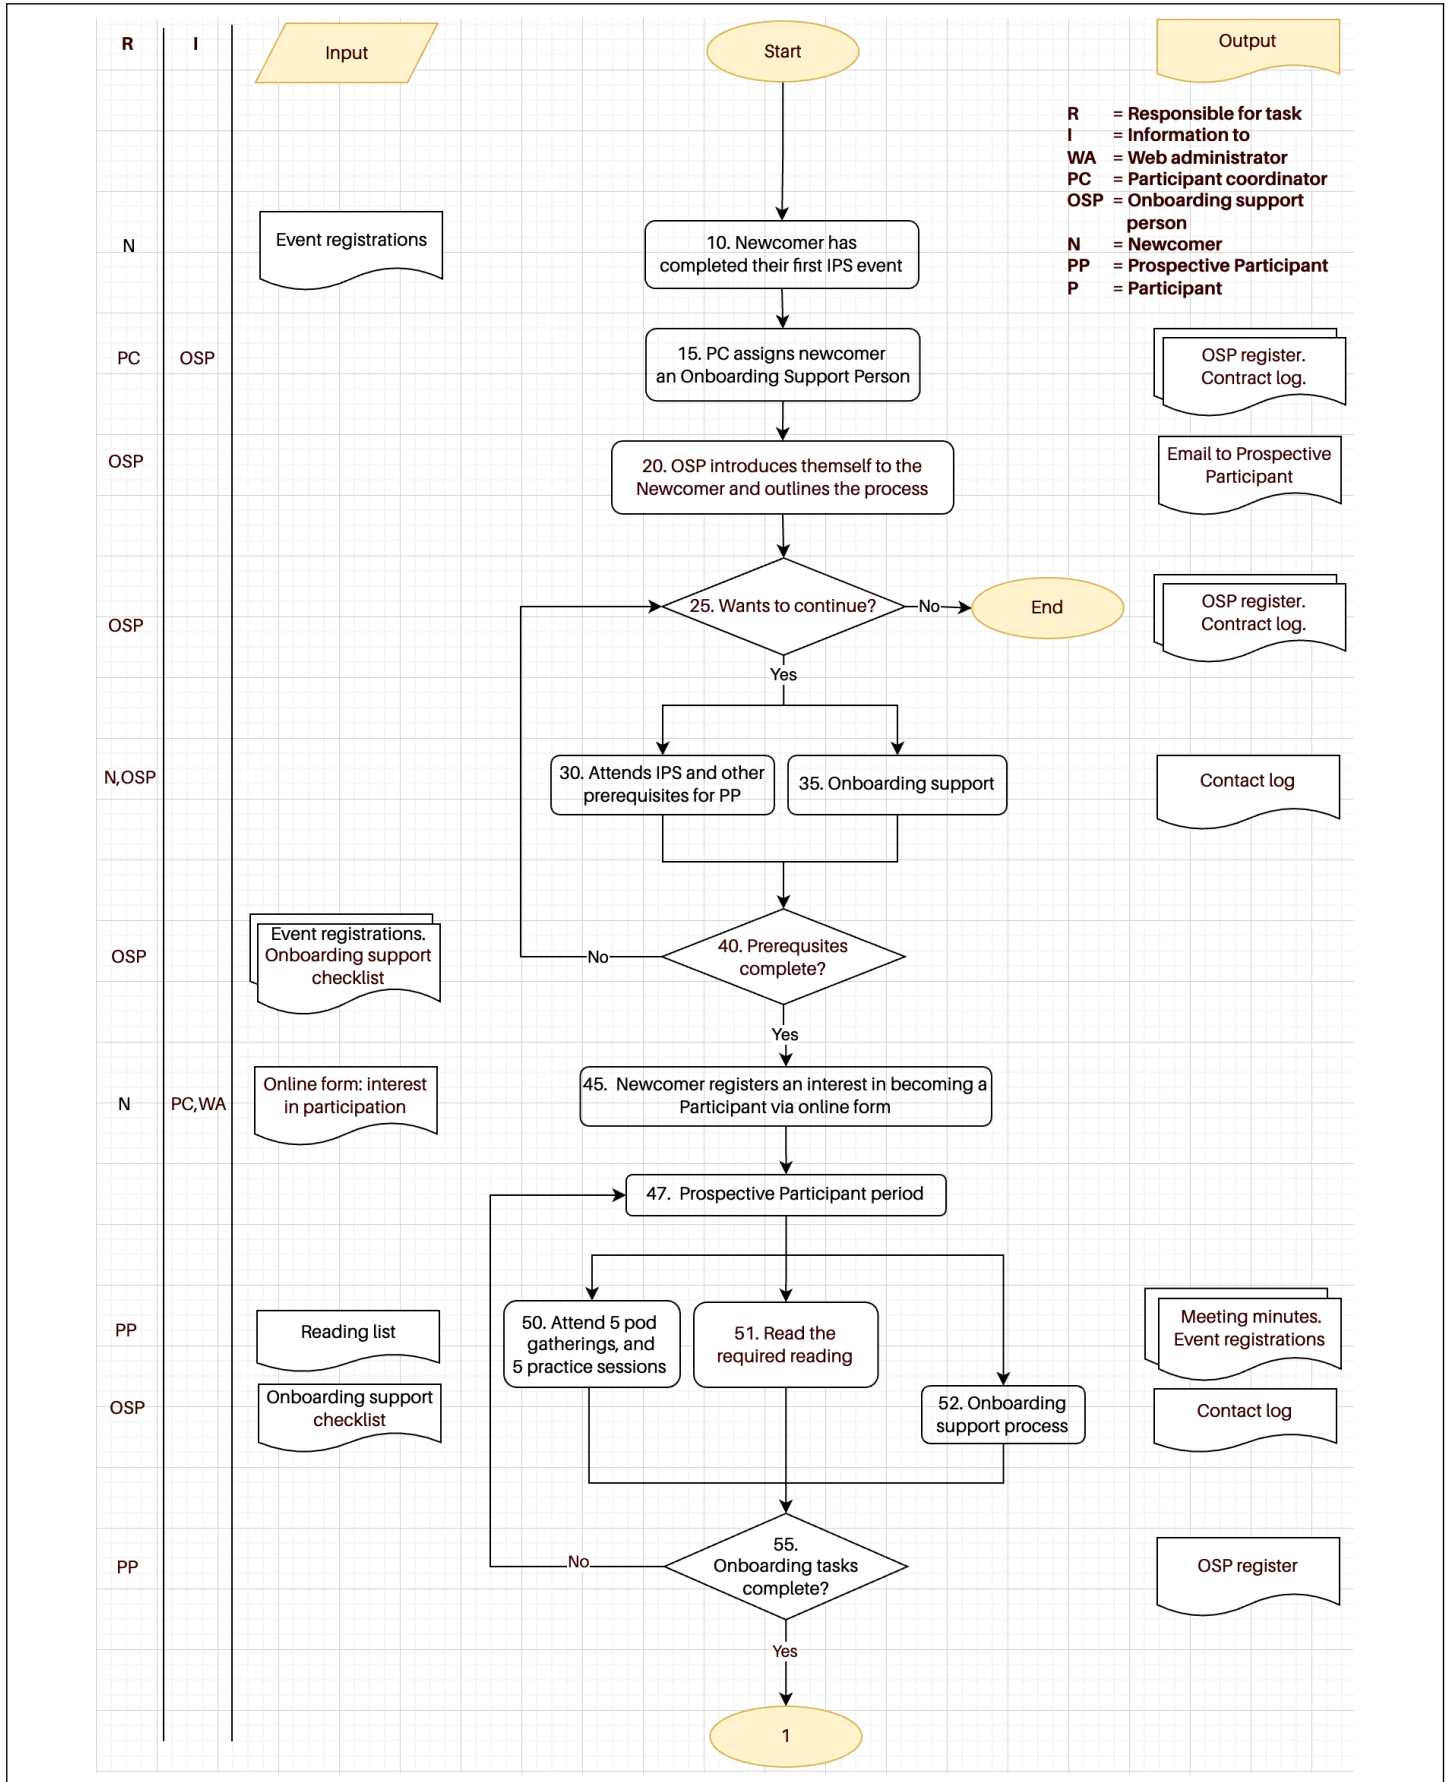 R
I
Input
Start
Output
R = Responsible for task
I = Information to
WA = Web administrator
PC = Participant coordinator
OSP = Onboarding support
person
N = Newcomer
PP = Prospective Participant
P = Participant
N
Event registrations
10. Newcomer has
completed their first IPS event
PC
OSP
15. PC assigns newcomer
an Onboarding Support Person
OSP register.
Contract log.
OSP
20. OSP introduces themself to the
Newcomer and outlines the process
Email to Prospective
Participant
OSP
25. Wants to continue?
No
End
OSP register.
Contract log.
Yes
N,OSP
30. Attends IPS and other
prerequisites for PP
35. Onboarding support
Contact log
OSP
Event registrations.
Onboarding support
checklist
No
40. Prerequsites
complete?
Yes
N
PC,WA
Online form: interest
in participation
45. Newcomer registers an interest in becoming a
Participant via online form
47. Prospective Participant period
PP
Reading list
50. Attend 5 pod
gatherings, and
5 practice sessions
51. Read the
required reading
Meeting minutes.
Event registrations
OSP
Onboarding support
checklist
52. Onboarding
support process
Contact log
PP
No
55.
Onboarding tasks
complete?
OSP register
Yes
1